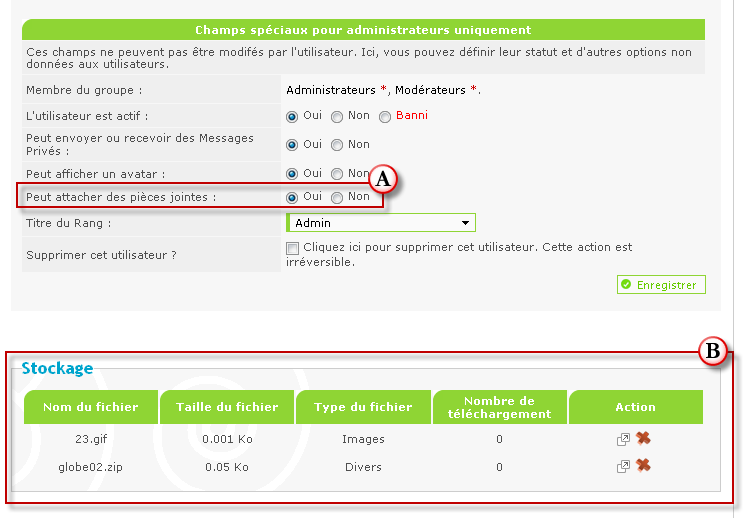 Champs spéciaux pour administrateurs uniquement
Ces champs ne peuvent pas être modifés par l'utilisateur. Ici, vous pouvez définir leur statut et d'autres options non
données aux utilisateurs.
Membre du groupe : Administrateurs *, Modérateurs *.
L'utilisateur est actif : Oui Non Banni
Peut envoyer ou recevoir des Messages
Privés : Oui Non
Peut afficher un avatar : Oui Non
A
Peut attacher des pièces jointes : Oui Non
Titre du Rang : Admin
Supprimer cet utilisateur ? Cliquez ici pour supprimer cet utilisateur. Cette action est
irréversible.
Enregistrer
B
Stockage
Nom du fichier Taille du fichier Type du fichier Nombre de
téléchargement Action
23.gif 0.001 Ko Images 0
globe02.zip 0.05 Ko Divers 0